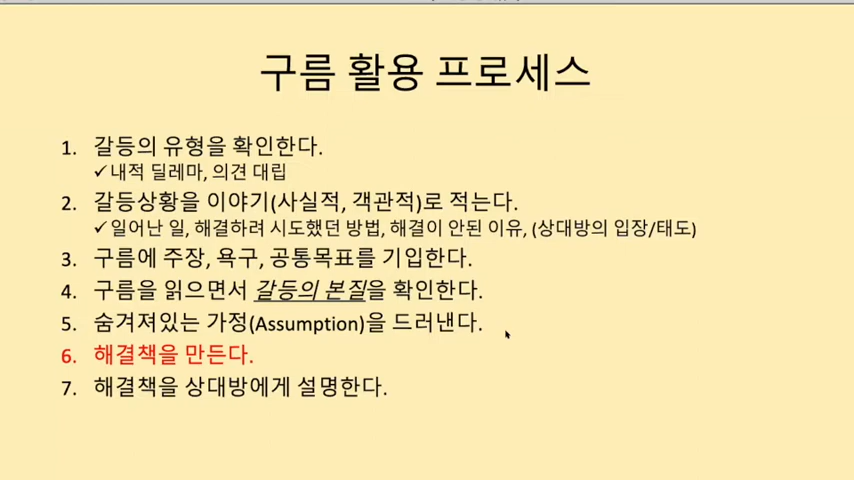 구름 활용 프로세스
1. 갈등의 유형을 확인한다.
✓내적 딜레마, 의견 대립
2. 갈등상황을 이야기(사실적, 객관적)로 적는다.
✓일어난 일, 해결하려 시도했던 방법, 해결이 안된 이유, (상대방의 입장/태도)
3. 구름에 주장, 욕구, 공통목표를 기입한다.
4. 구름을 읽으면서 갈등의 본질을 확인한다.
5. 숨겨져있는 가정(Assumption)을 드러낸다.
6. 해결책을 만든다.
7. 해결책을 상대방에게 설명한다.